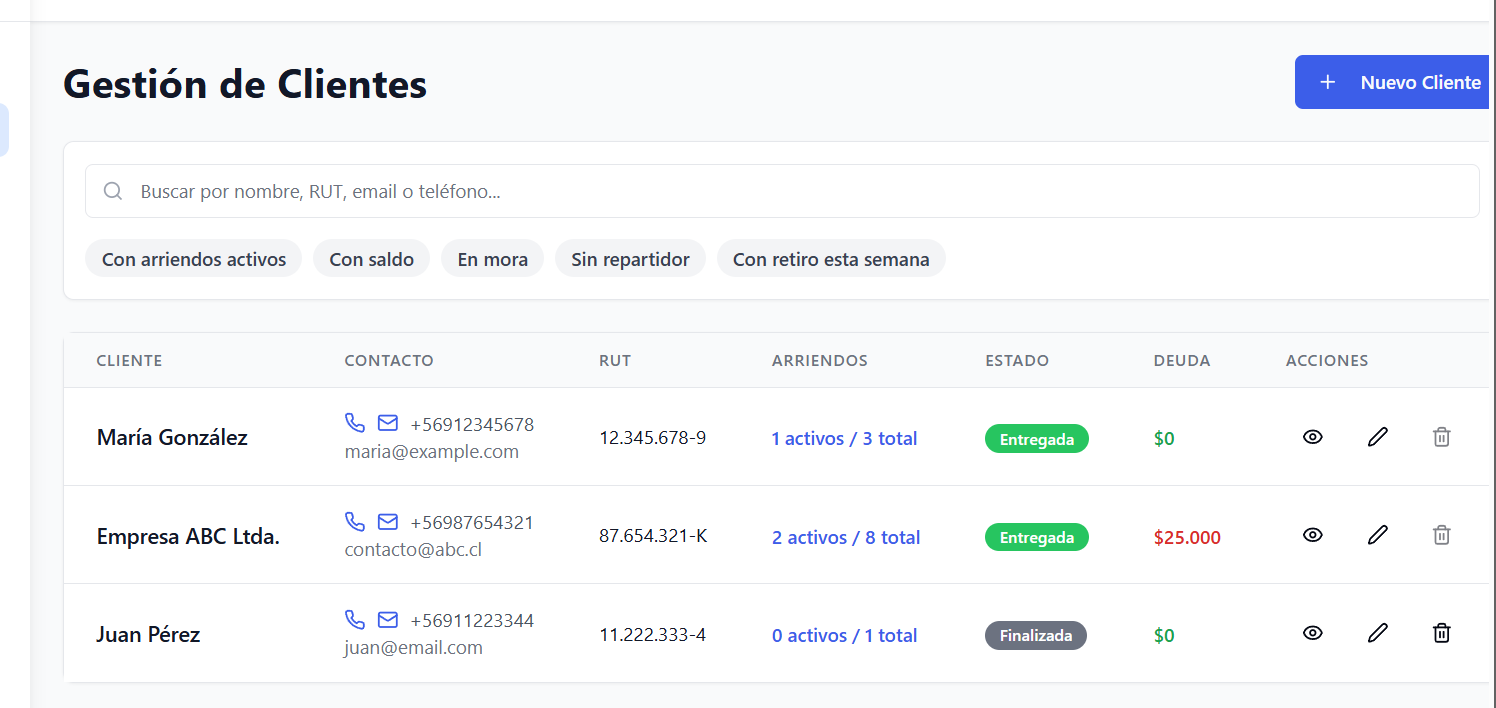 Gestión de Clientes
Nuevo Cliente
Buscar por nombre, RUT, email o teléfono...
Con arriendos activos Con saldo En mora Sin repartidor Con retiro esta semana
CLIENTE CONTACTO RUT ARRIENDOS ESTADO DEUDA ACCIONES
María González +56912345678 maria@example.com 12.345.678-9 1 activos / 3 total Entregada $0
Empresa ABC Ltda. +56987654321 contacto@abc.cl 87.654.321-K 2 activos / 8 total Entregada $25.000
Juan Pérez +56911223344 juan@email.com 11.222.333-4 0 activos / 1 total Finalizada $0